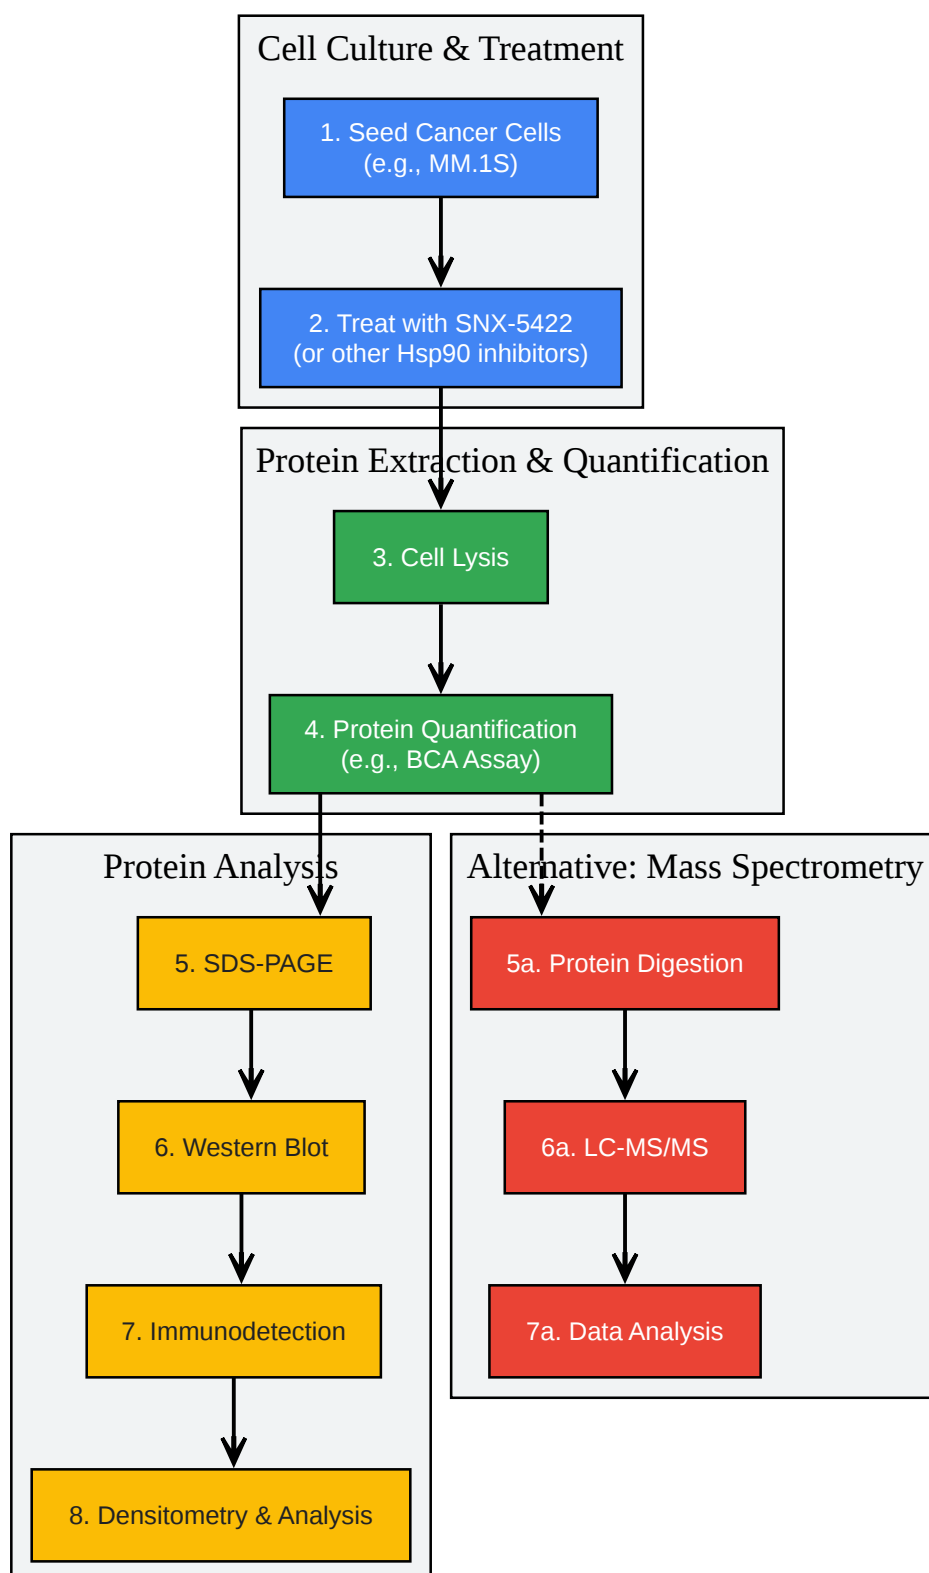 Cell Culture & Treatment
1. Seed Cancer Cells
(e.g., MM.1S)
2. Treat with SNX-5422
(or other Hsp90 inhibitors)
Protein Extraction & Quantification
3. Cell Lysis
4. Protein Quantification
(e.g., BCA Assay)
Protein Analysis
5. SDS-PAGE
6. Western Blot
7. Immunodetection
8. Densitometry & Analysis
Alternative: Mass Spectrometry
5a. Protein Digestion
6a. LC-MS/MS
7a. Data Analysis